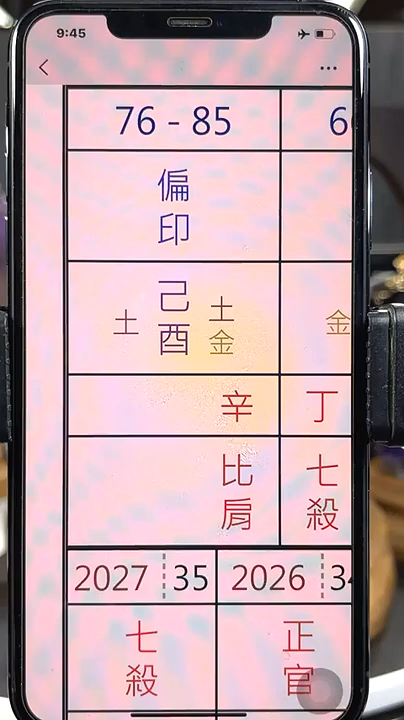 9:45
76 - 85
偏
印
土 己 土
酉 金
金
辛 丁
比 七
肩 殺
2027 35 2026
七 正
殺 官